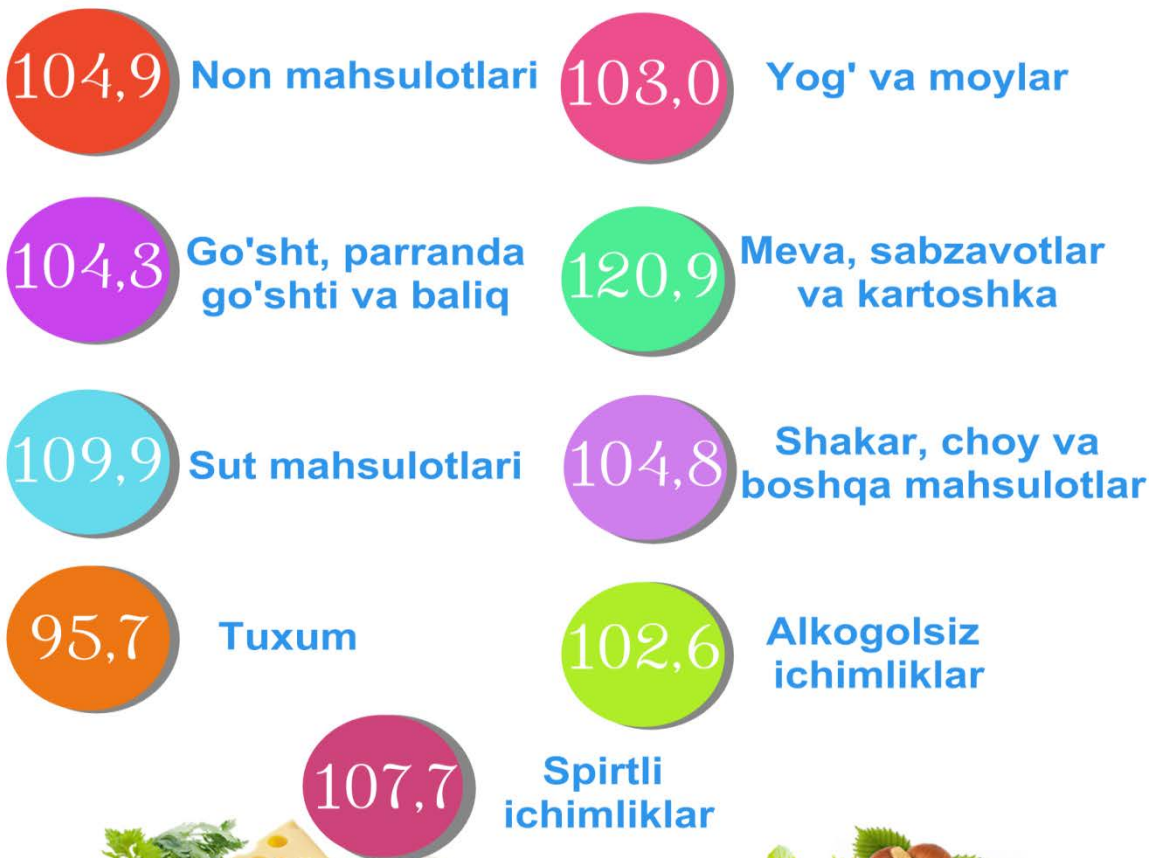 104,9
Non mahsulotlari
103,0
Yog' va moylar
104,3
Go'sht, parranda
go'shti va baliq
120,9
Meva, sabzavotlar
va kartoshka
109,9
Sut mahsulotlari
104,8
Shakar, choy va
boshqa mahsulotlar
95,7
Tuxum
102,6
Alkogolsiz
ichimliklar
107,7
Spirtli
ichimliklar